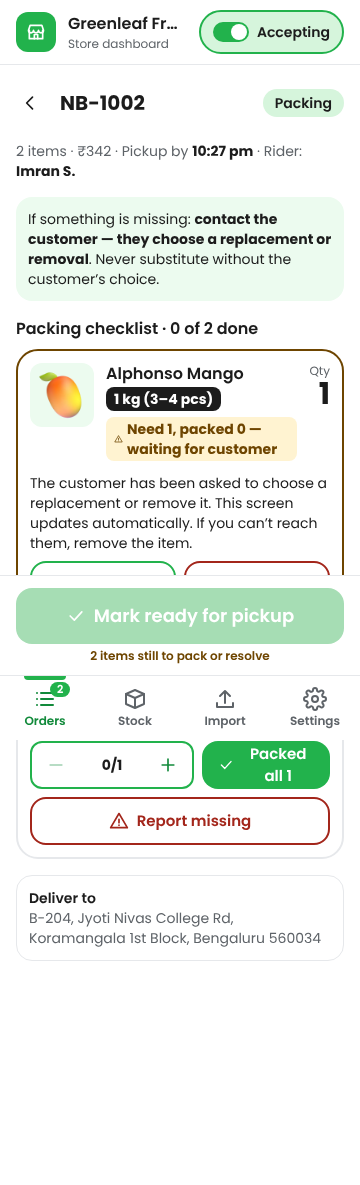 Greenleaf Fr...
Store dashboard
Accepting
NB-1002
Packing
2 items · ₹342 · Pickup by 10:27 pm · Rider:
Imran S.
If something is missing: contact the
customer — they choose a replacement or
removal. Never substitute without the
customer’s choice.
Packing checklist · 0 of 2 done
Alphonso Mango
Qty
1 kg (3–4 pcs)
1
Need 1, packed 0 —
waiting for customer
The customer has been asked to choose a
replacement or remove it. This screen
updates automatically. If you can’t reach
them, remove the item.
Mark ready for pickup
2 items still to pack or resolve
2
Orders
Stock
Import
Settings
0/1
Packed
all 1
Report missing
Deliver to
B-204, Jyoti Nivas College Rd,
Koramangala 1st Block, Bengaluru 560034